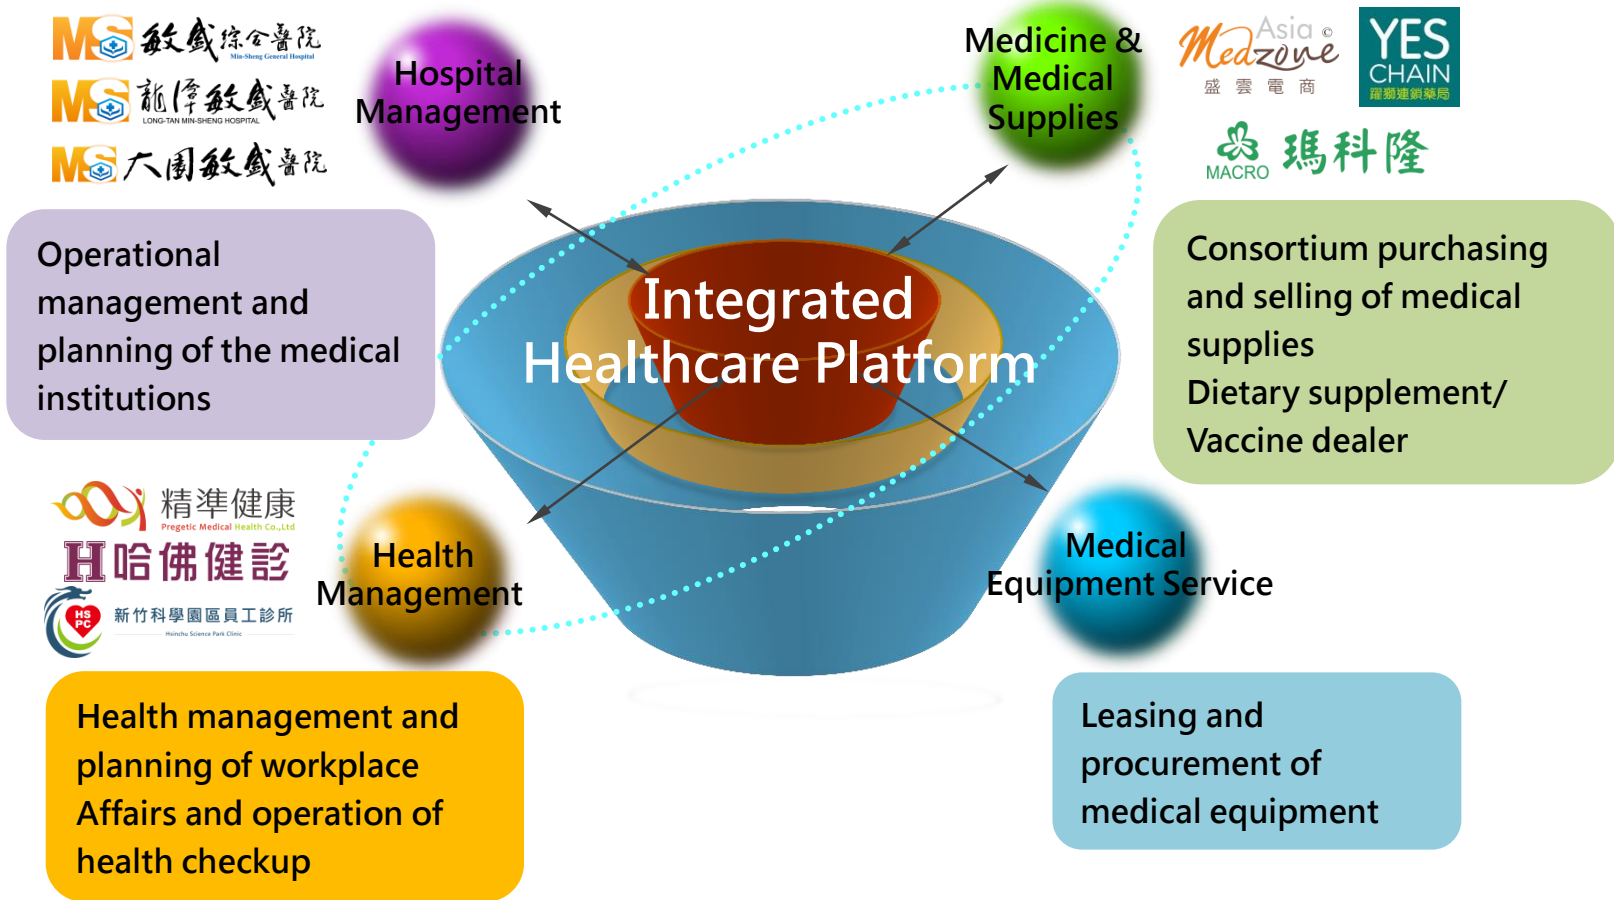 MS 敏盛綜合醫院
Min-Sheng General Hospital
MS 龍潭敏盛醫院
LONG-TAN MIN-SHENG HOSPITAL
MS 大園敏盛醫院
Hospital
Management
Operational
management and
planning of the medical
institutions
Medicine &
Medical
Supplies
Asia ©
Medzone
盛雲電商
YES
CHAIN
躍獅連鎖藥局
MACRO 瑪科隆
Consortium purchasing
and selling of medical
supplies
Dietary supplement/
Vaccine dealer
Integrated
Healthcare Platform
精準健康
Pregetic Medical Health Co.,Ltd
H哈佛健診
HS
PC
新竹科學園區員工診所
Hsinchu Science Park Clinic
Health
Management
Health management and
planning of workplace
Affairs and operation of
health checkup
Medical
Equipment Service
Leasing and
procurement of
medical equipment